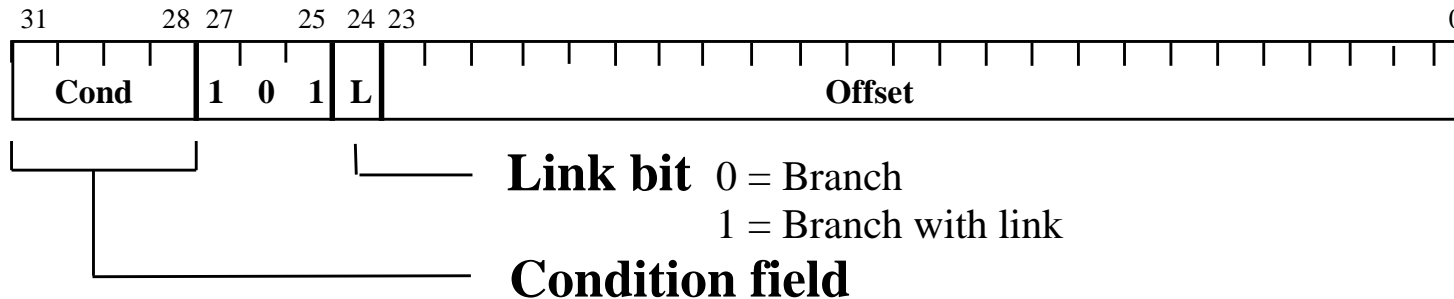 31 28 27 25 24 23 0
Cond 1 0 1 L Offset
Link bit 0 = Branch
1 = Branch with link
Condition field